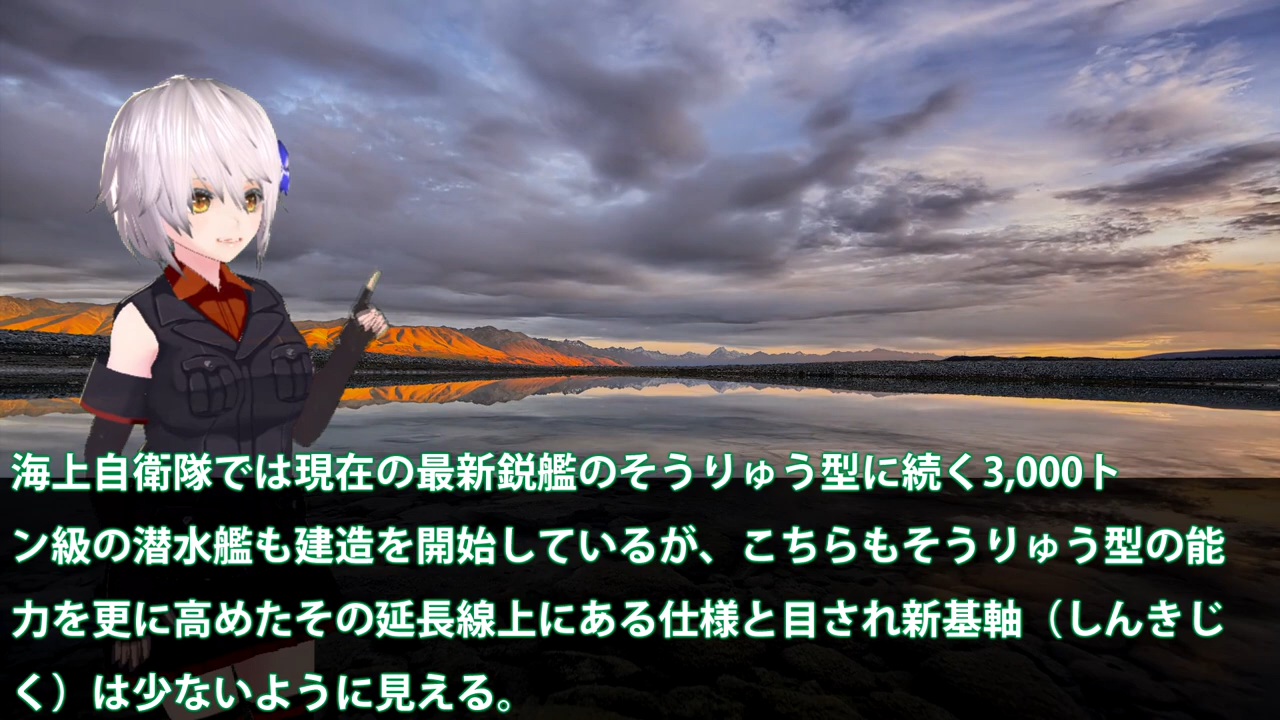 海上自衛隊では現在の最新鋭艦のそうりゅう型に続く3,000ト
ン級の潜水艦も建造を開始しているが、こちらもそうりゅう型の能
力を更に高めたその延長線上にある仕様と目され新基軸（しんきじ
く）は少ないように見える。